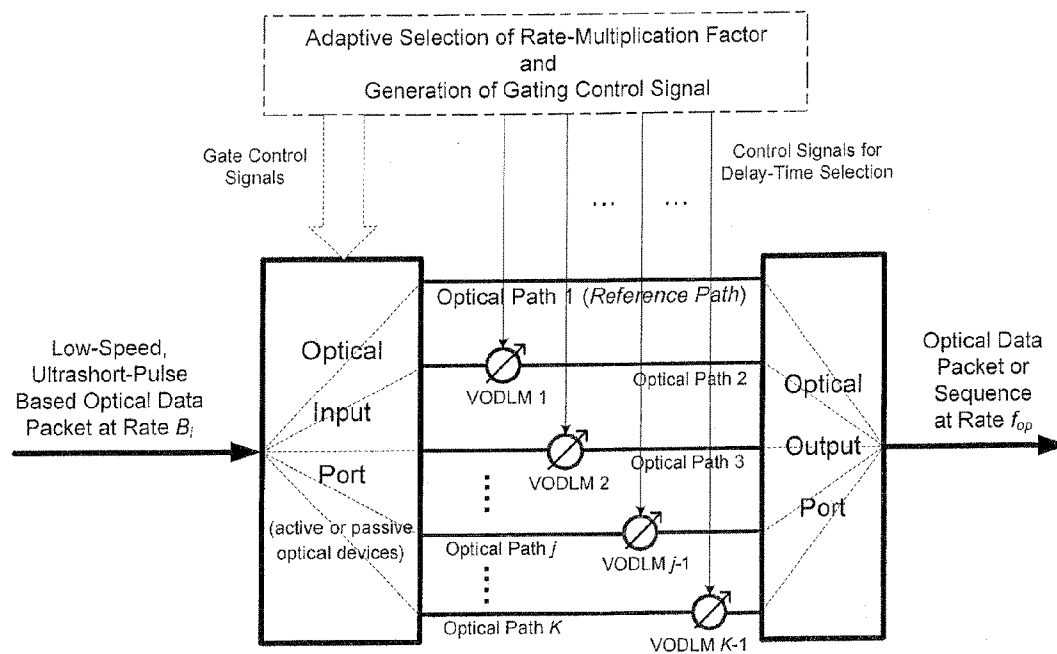 Adaptive Selection of Rate-Multiplication Factor
and
Generation of Gating Control Signal
Gate Control
Signals
Control Signals for
Delay-Time Selection
... ...
Optical Path 1 (Reference Path)
Low-Speed,
Ultrashort-Pulse
Based Optical Data
Packet at Rate Bi
Optical
Input
Port
(active or passive
optical devices)
VODLM 1
Optical Path 2
VODLM 2
Optical Path 3
Optical Path j
VODLM j-1
Optical Path K
VODLM K-1
Optical
Output
Port
Optical Data
Packet or
Sequence
at Rate fop